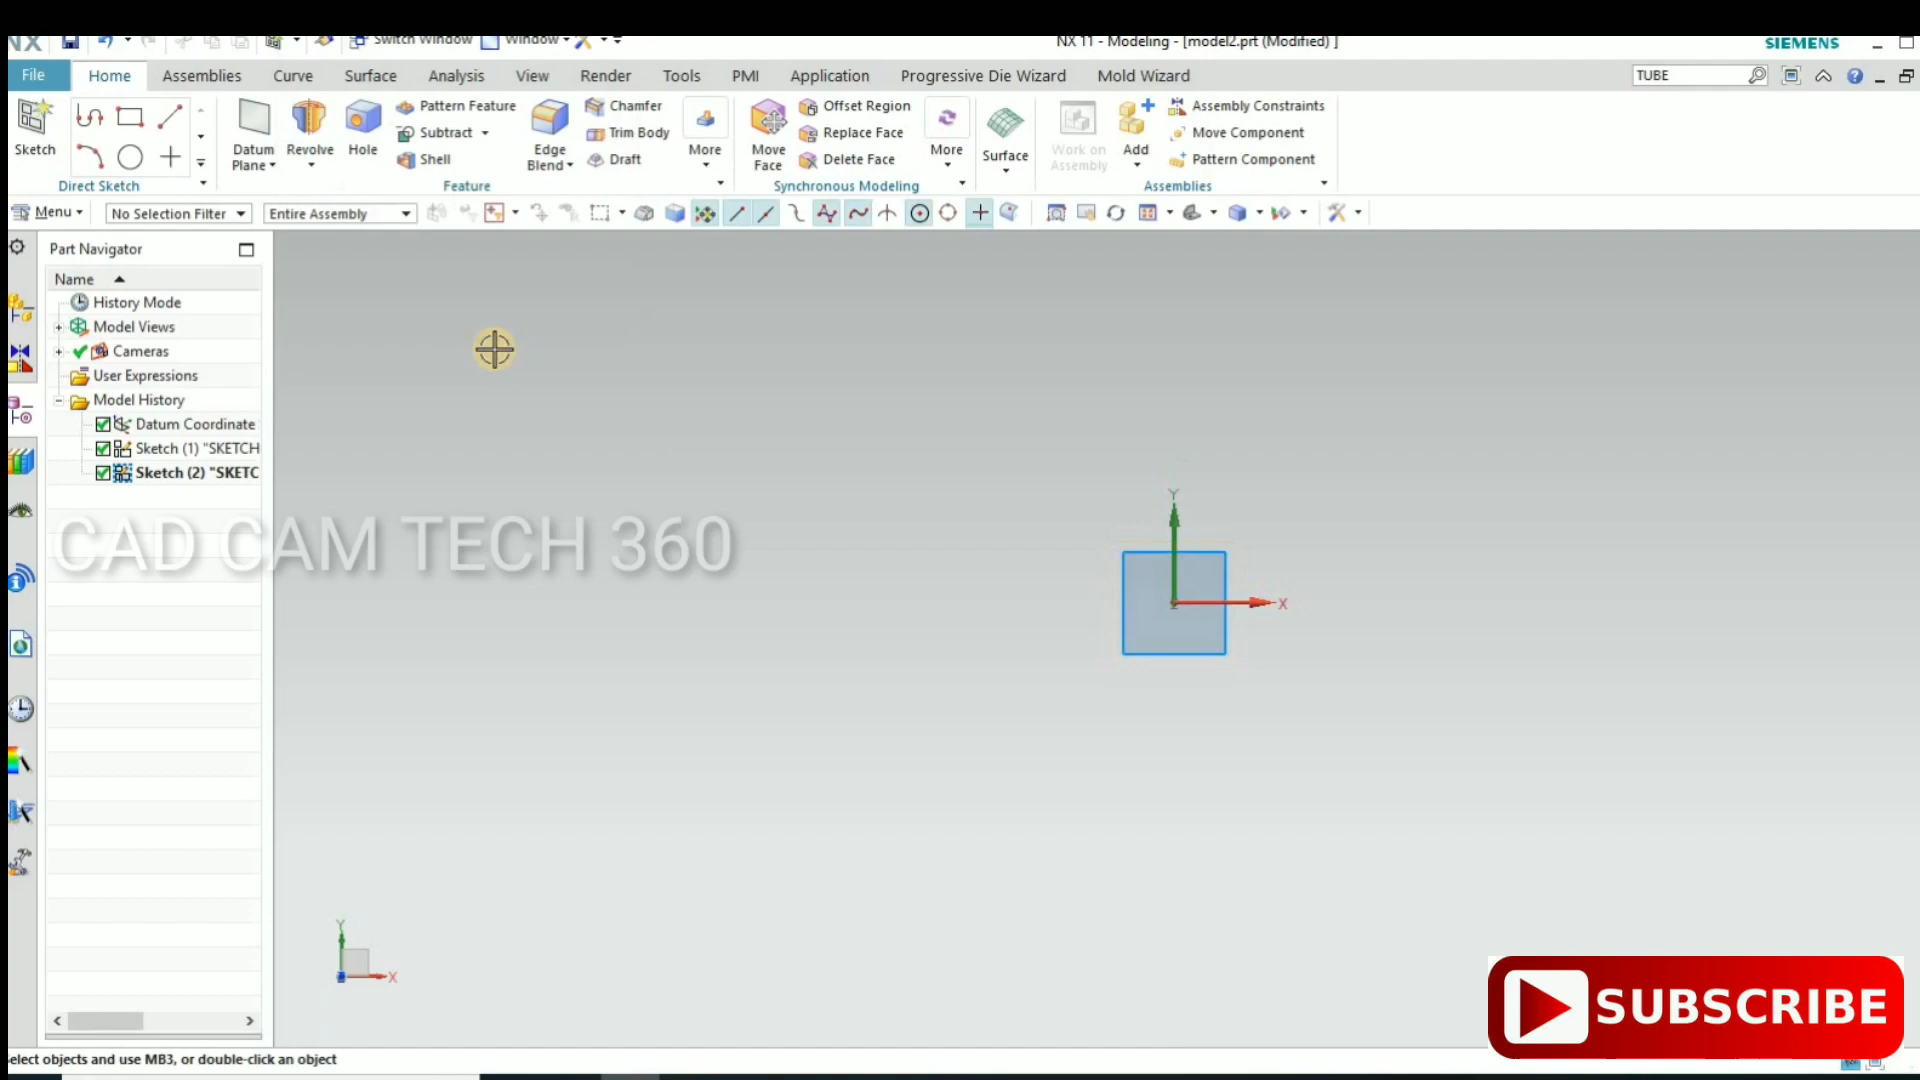 NX Switch Window Window NX 11 - Modeling - [model2.prt (Modified) ] SIEMENS
File Home Assemblies Curve Surface Analysis View Render Tools PMI Application Progressive Die Wizard Mold Wizard TUBE
Sketch
Direct Sketch
Datum Plane
Revolve
Hole
Pattern Feature
Subtract
Shell
Edge Blend
Chamfer
Trim Body
Draft
More
Feature
Move Face
Offset Region
Replace Face
Delete Face
More
Synchronous Modeling
Surface
Work on Assembly
Add
Assembly Constraints
Move Component
Pattern Component
Assemblies
Menu No Selection Filter Entire Assembly
Part Navigator
Name
History Mode
Model Views
Cameras
User Expressions
Model History
Datum Coordinate
Sketch (1) "SKETCH
Sketch (2) "SKETC
CAD CAM TECH 360
Y
X
Y
X
SUBSCRIBE
elect objects and use MB3, or double-click an object